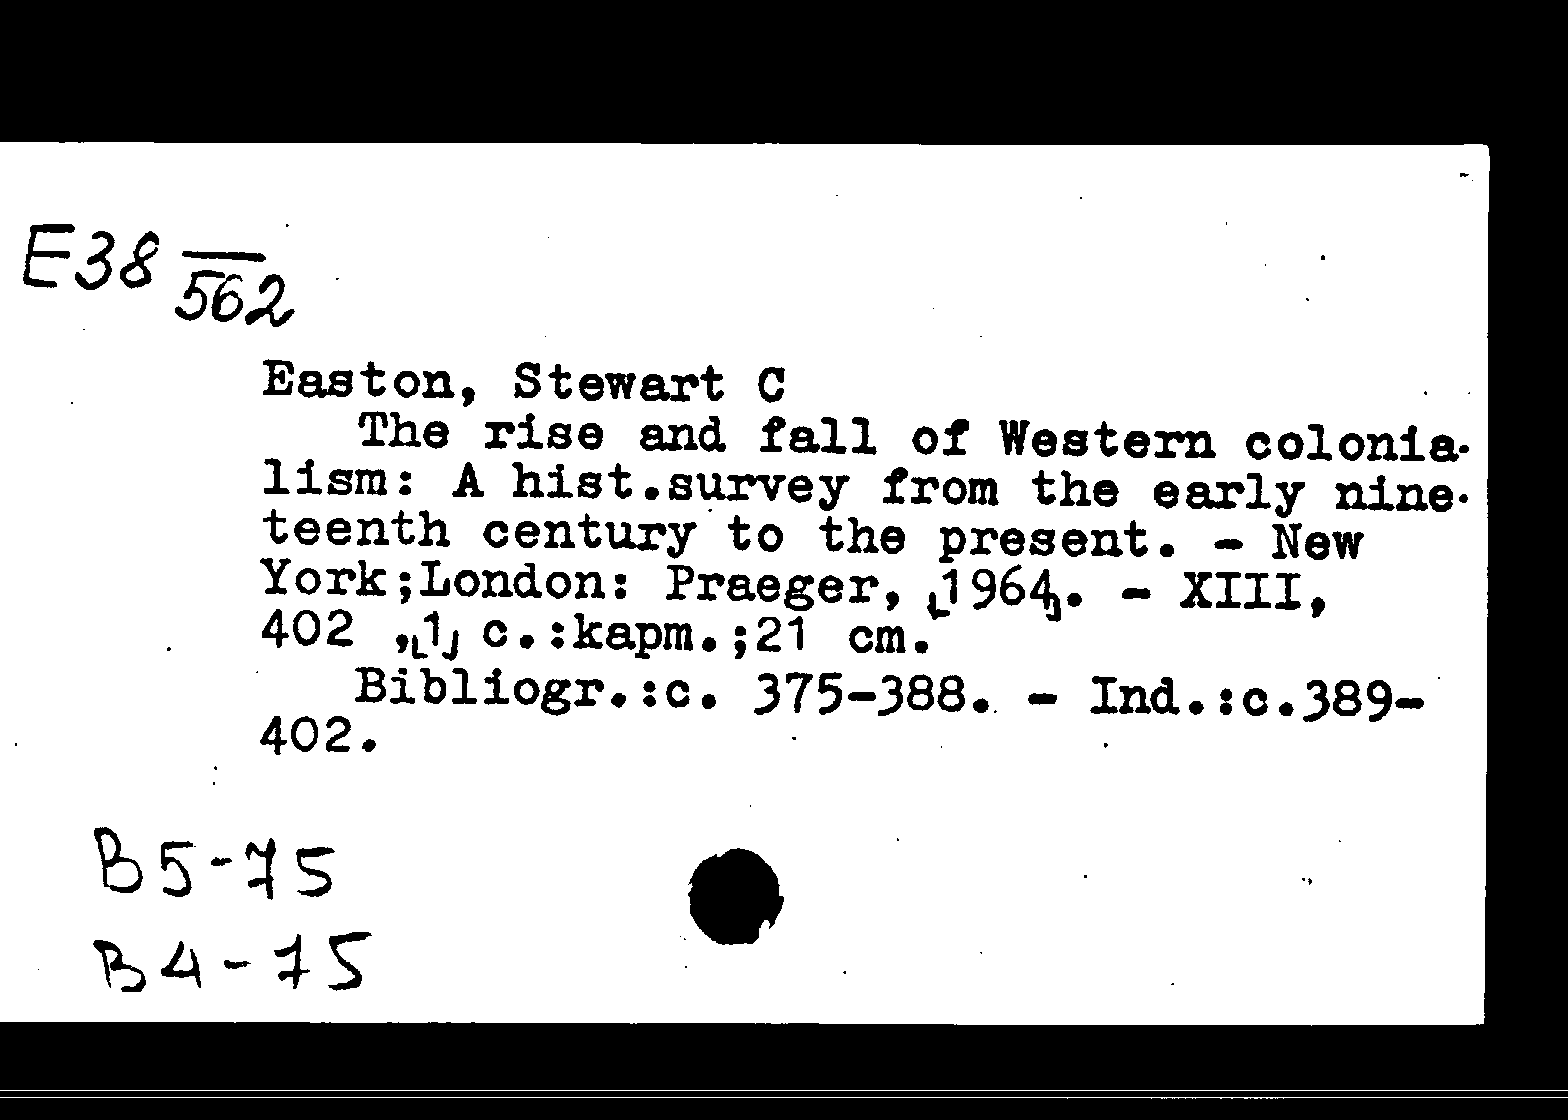 E38 —
562
Easton, Stewart C
The rise and fall of Western colonia-
lism: A hist.survey from the early nine-
teenth century to the present. - New
York;London: Praeger, [1964]. - XIII,
402 ,[1] c.:kapm.;21 cm.
Bibliogr.:c. 375-388. - Ind.:c.389-
402.
B5-75
B4-75